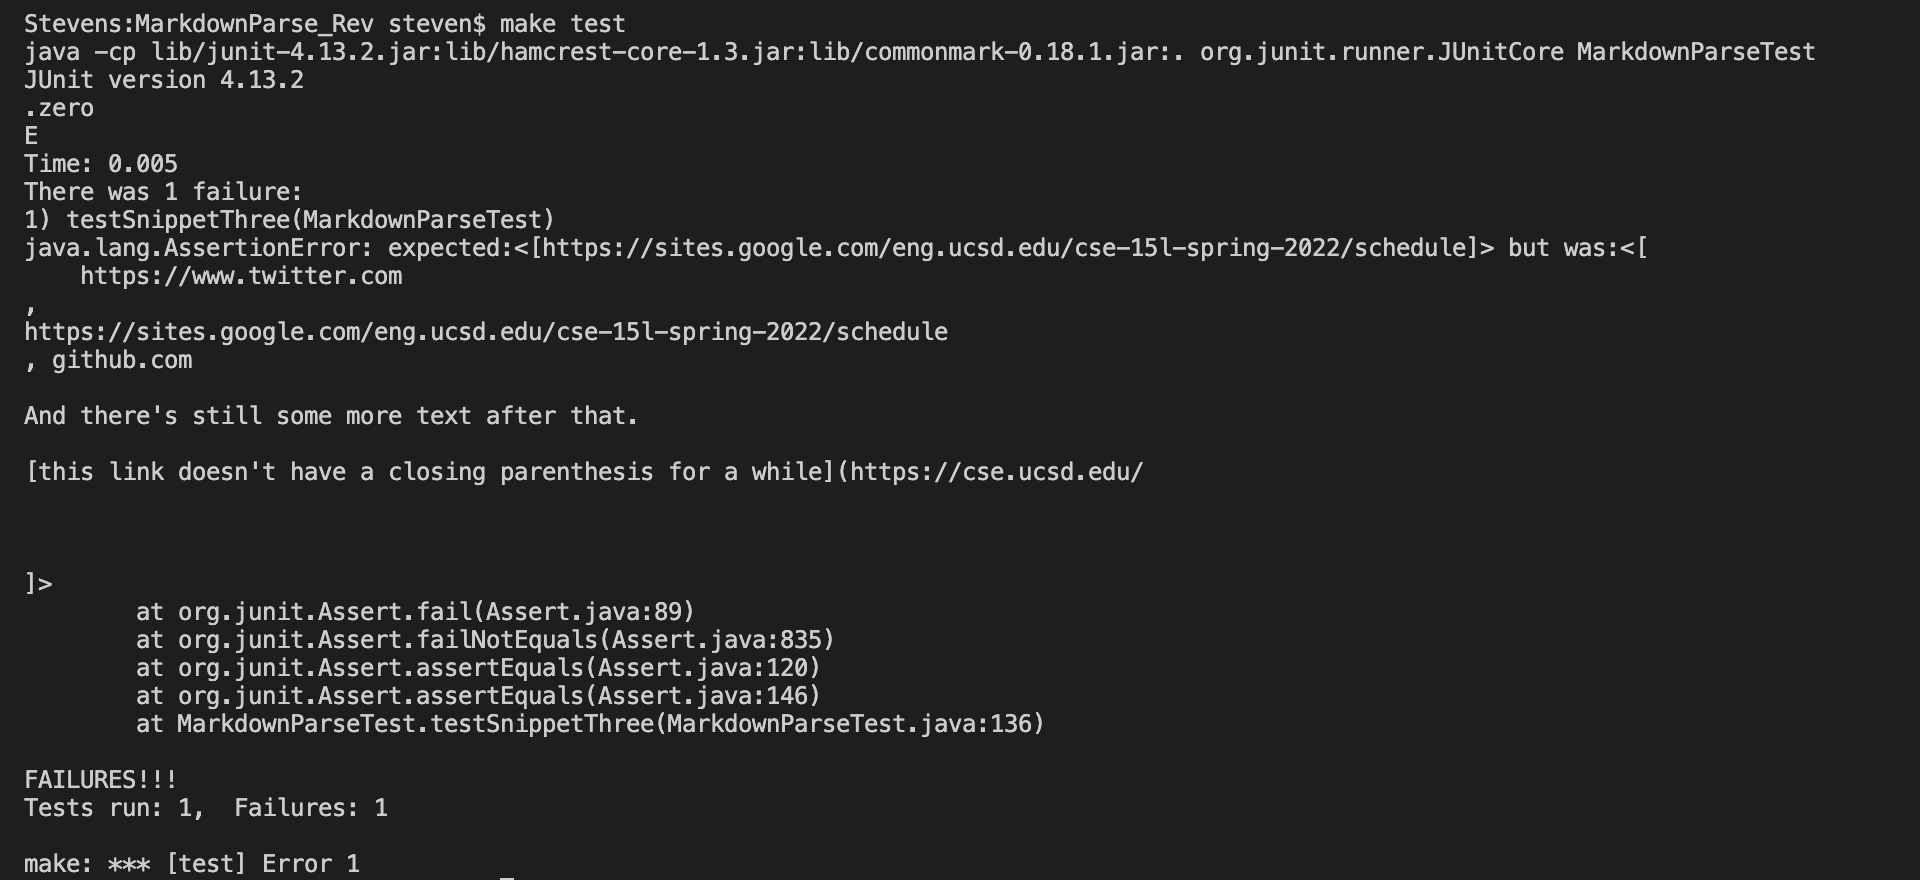 Stevens:MarkdownParse_Rev steven$ make test
java -cp lib/junit-4.13.2.jar:lib/hamcrest-core-1.3.jar:lib/commonmark-0.18.1.jar:. org.junit.runner.JUnitCore MarkdownParseTest
JUnit version 4.13.2
.zero
E
Time: 0.005
There was 1 failure:
1) testSnippetThree(MarkdownParseTest)
java.lang.AssertionError: expected:<[https://sites.google.com/eng.ucsd.edu/cse-15l-spring-2022/schedule]> but was:<[
    https://www.twitter.com
,
https://sites.google.com/eng.ucsd.edu/cse-15l-spring-2022/schedule
, github.com

And there's still some more text after that.

[this link doesn't have a closing parenthesis for a while](https://cse.ucsd.edu/



]>
        at org.junit.Assert.fail(Assert.java:89)
        at org.junit.Assert.failNotEquals(Assert.java:835)
        at org.junit.Assert.assertEquals(Assert.java:120)
        at org.junit.Assert.assertEquals(Assert.java:146)
        at MarkdownParseTest.testSnippetThree(MarkdownParseTest.java:136)

FAILURES!!!
Tests run: 1,  Failures: 1

make: *** [test] Error 1